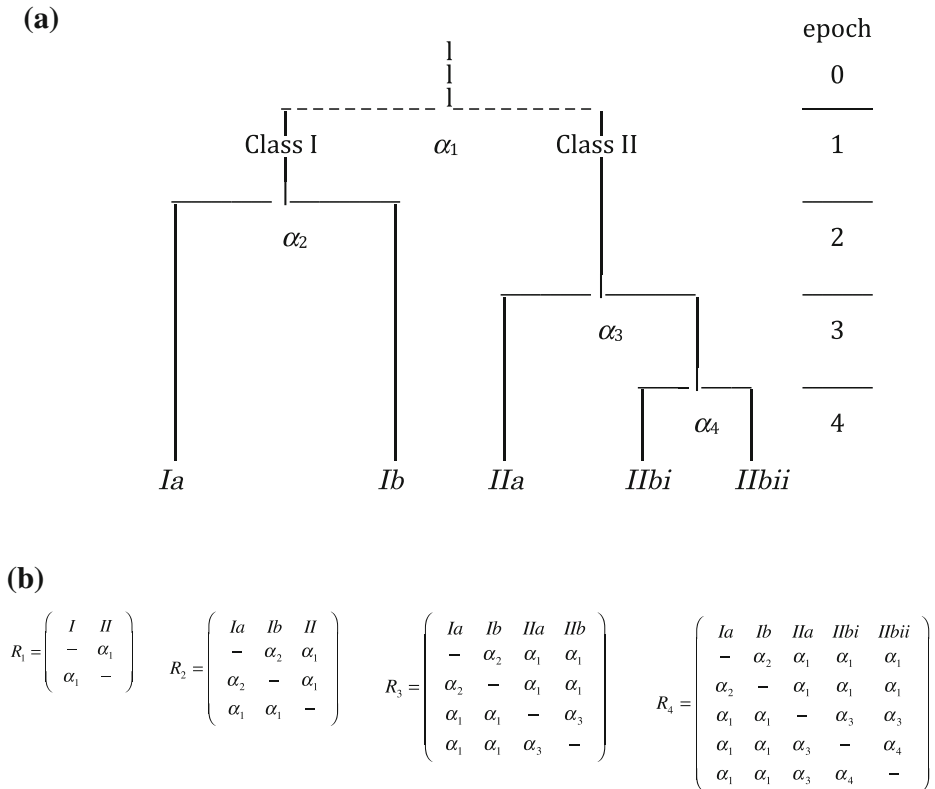 (a)
epoch
l
l
l
0
Class I α₁ Class II 1
α₂ 2
α₃ 3
α₄ 4
Ia Ib IIa IIbi IIbii
(b)
R₁ = ( I II
– α₁
α₁ – )
R₂ = ( Ia Ib II
– α₂ α₁
α₂ – α₁
α₁ α₁ – )
R₃ = ( Ia Ib IIa IIb
– α₂ α₁ α₁
α₂ – α₁ α₁
α₁ α₁ – α₃
α₁ α₁ α₃ – )
R₄ = ( Ia Ib IIa IIbi IIbii
– α₂ α₁ α₁ α₁
α₂ – α₁ α₁ α₁
α₁ α₁ – α₃ α₃
α₁ α₁ α₃ – α₄
α₁ α₁ α₃ α₄ – )